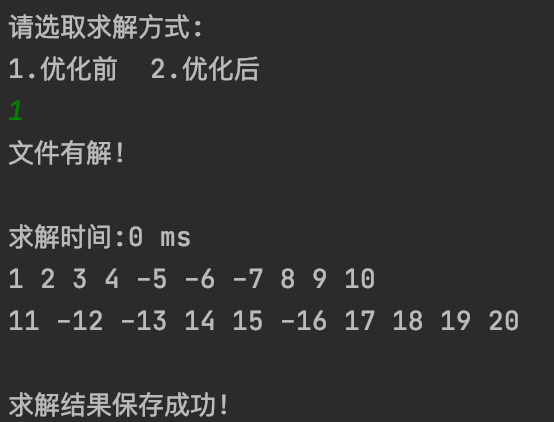 请选取求解方式:
1.优化前  2.优化后
1
文件有解!
求解时间:0 ms
1 2 3 4 -5 -6 -7 8 9 10
11 -12 -13 14 15 -16 17 18 19 20
求解结果保存成功!